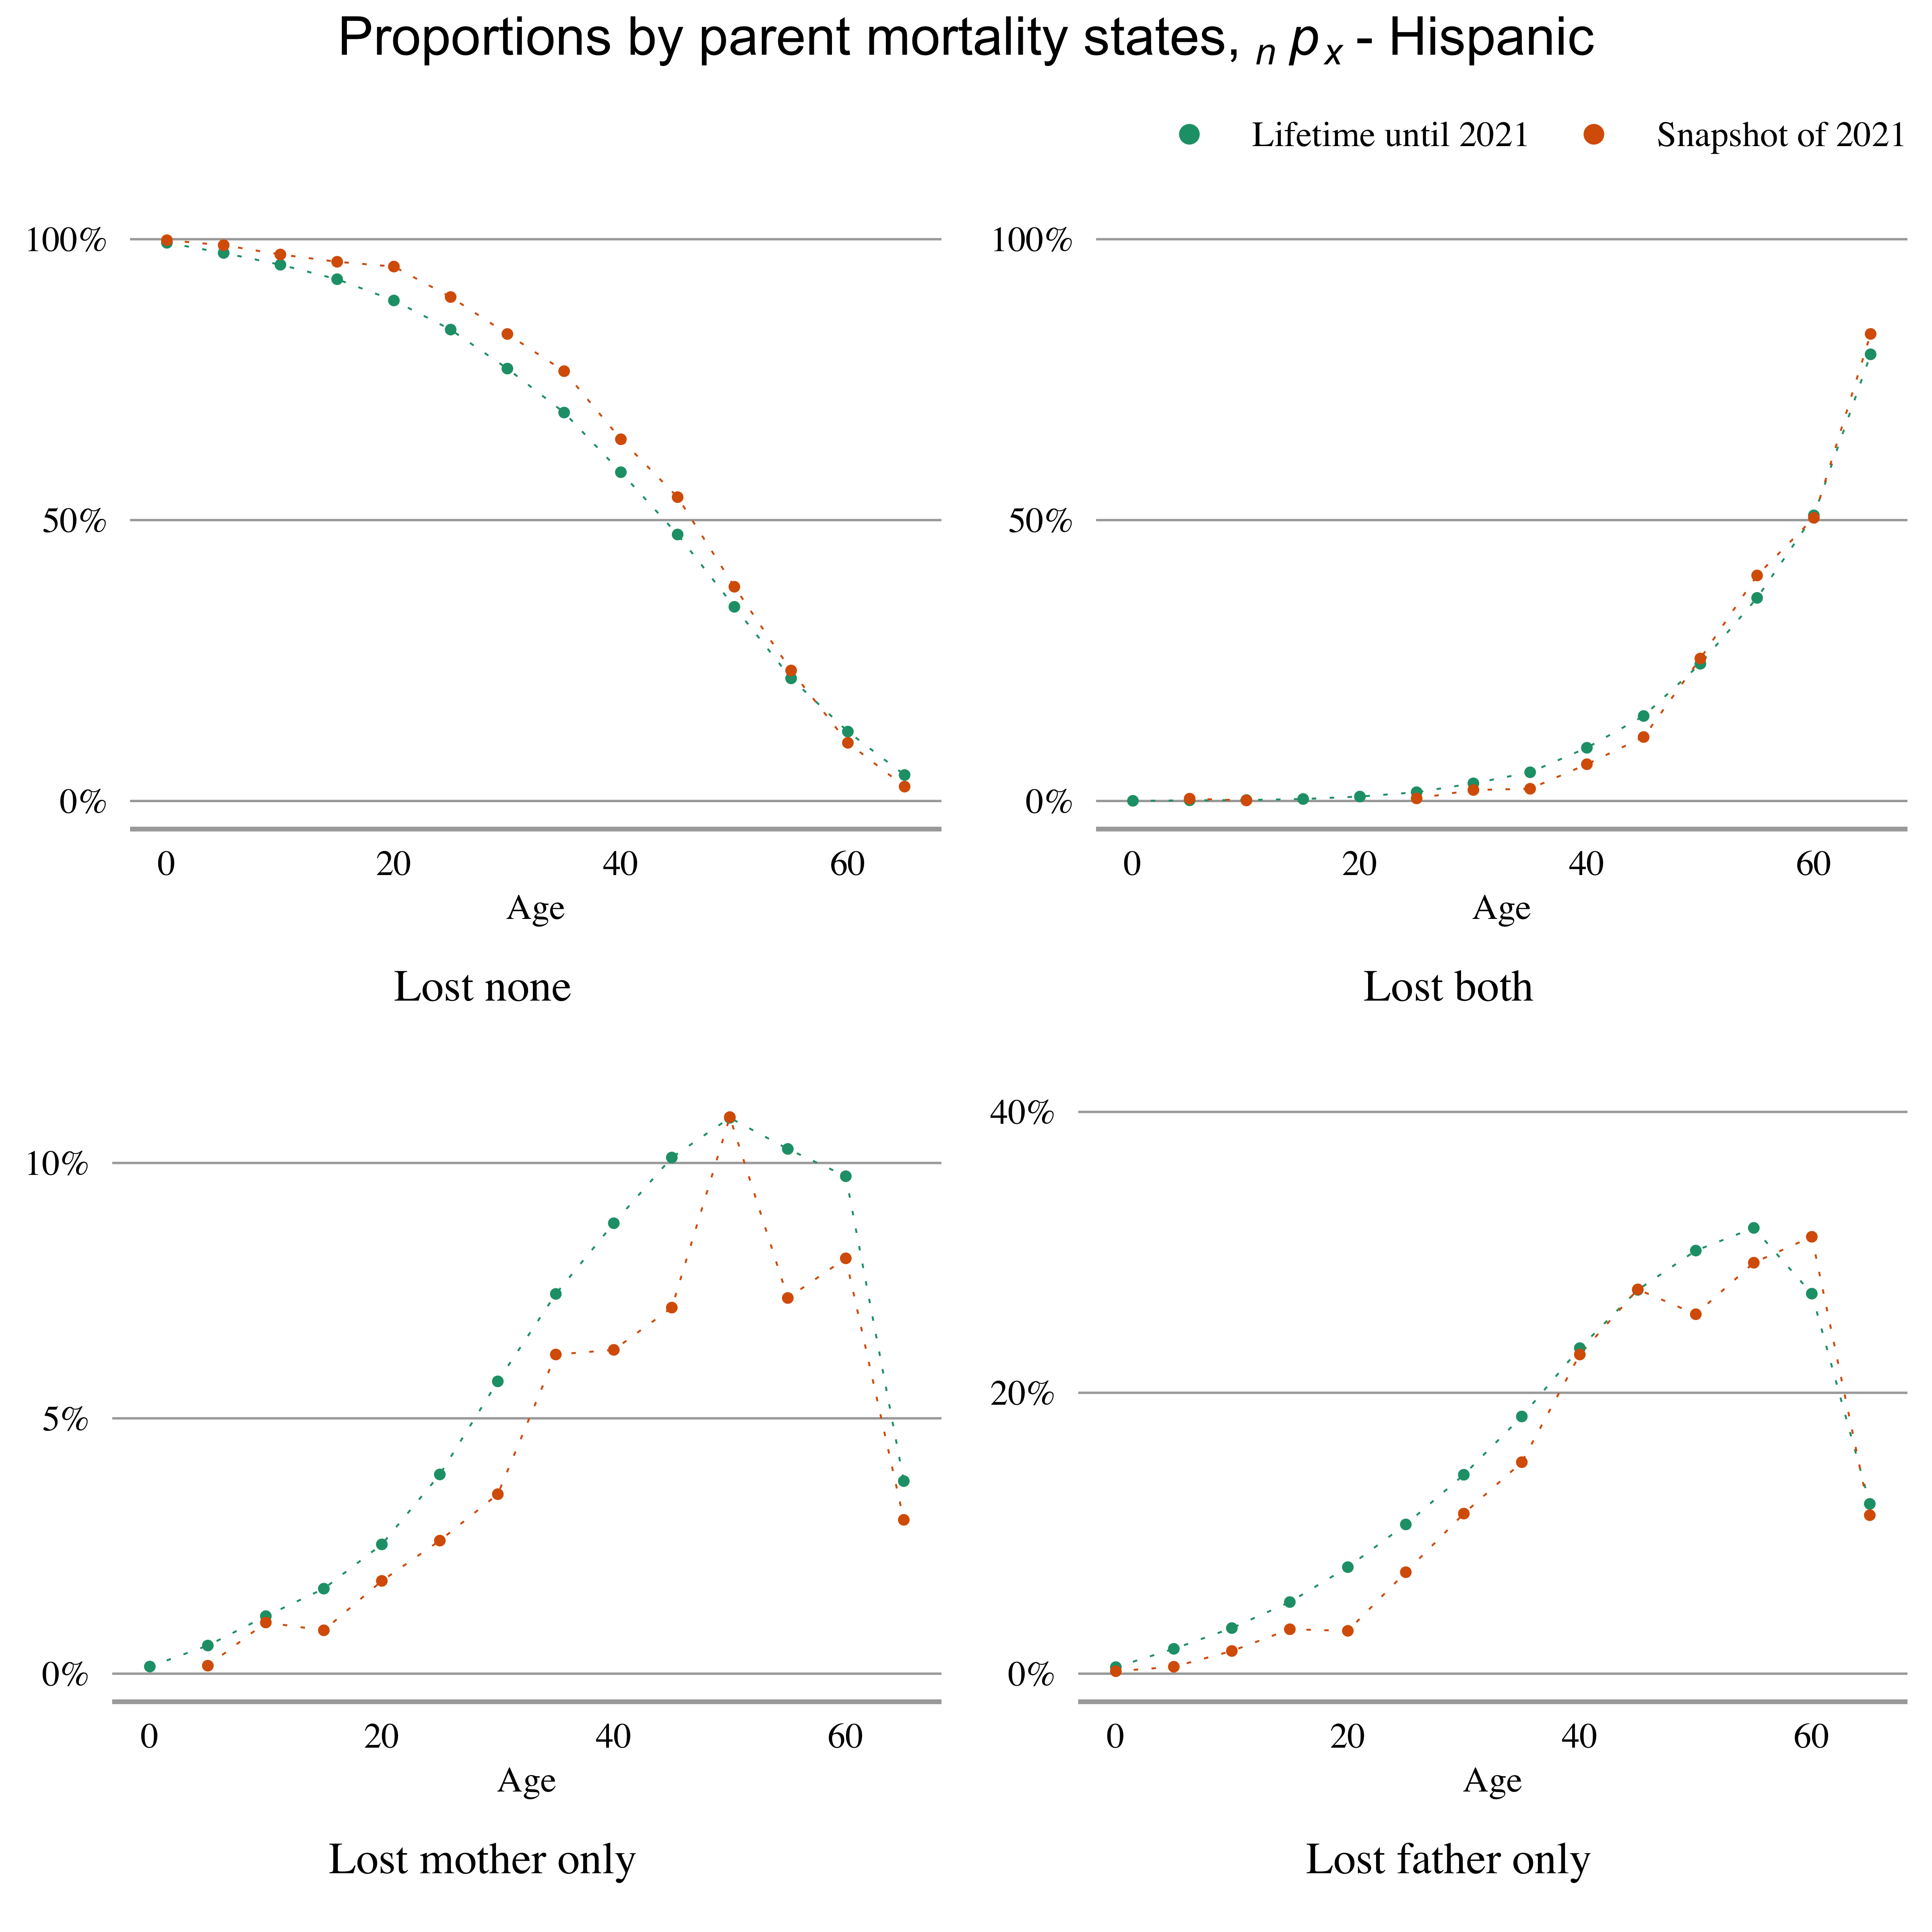 Proportions by parent mortality states, n p x - Hispanic
Lifetime until 2021 Snapshot of 2021
100%
50%
0%
0 20 40 60
Age
Lost none
100%
50%
0%
0 20 40 60
Age
Lost both
10%
5%
0%
0 20 40 60
Age
Lost mother only
40%
20%
0%
0 20 40 60
Age
Lost father only